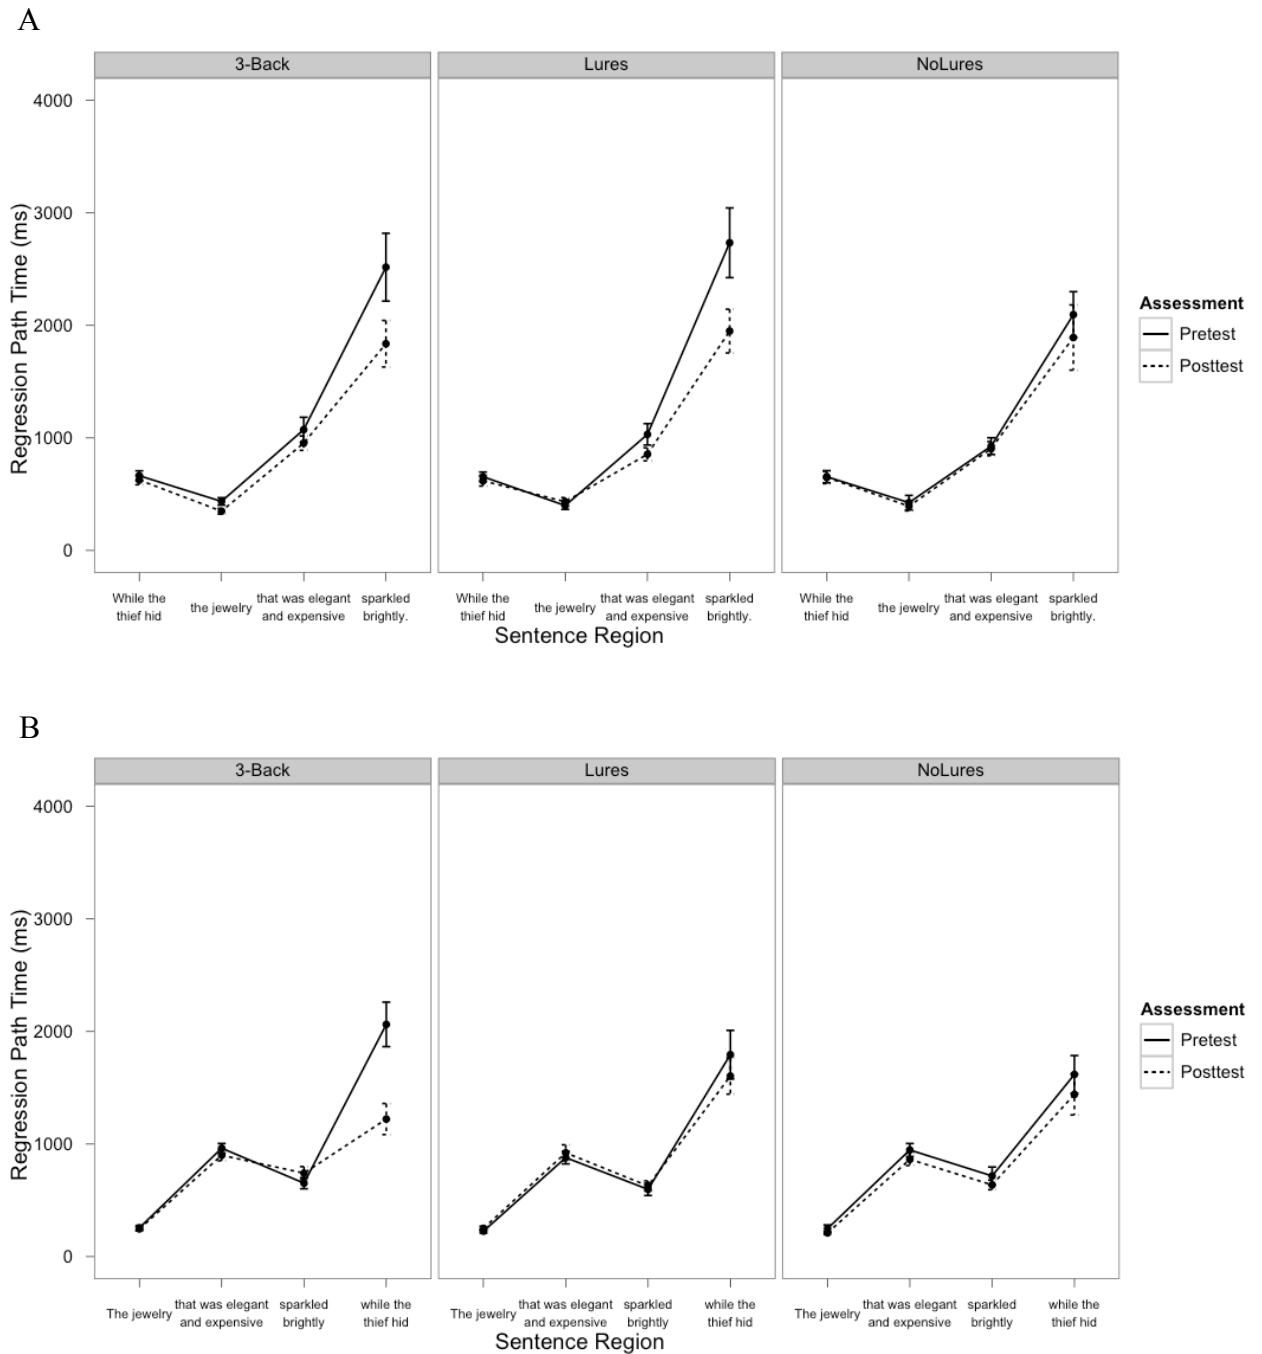 A
3-Back
Lures
NoLures
4000
3000
2000
1000
0
Regression Path Time (ms)
While the
thief hid
the jewelry
that was elegant
and expensive
sparkled
brightly.
While the
thief hid
the jewelry
that was elegant
and expensive
sparkled
brightly.
While the
thief hid
the jewelry
that was elegant
and expensive
sparkled
brightly.
Sentence Region
Assessment
Pretest
Posttest
B
3-Back
Lures
NoLures
4000
3000
2000
1000
0
Regression Path Time (ms)
The jewelry
that was elegant
and expensive
sparkled
brightly
while the
thief hid
The jewelry
that was elegant
and expensive
sparkled
brightly
while the
thief hid
The jewelry
that was elegant
and expensive
sparkled
brightly
while the
thief hid
Sentence Region
Assessment
Pretest
Posttest